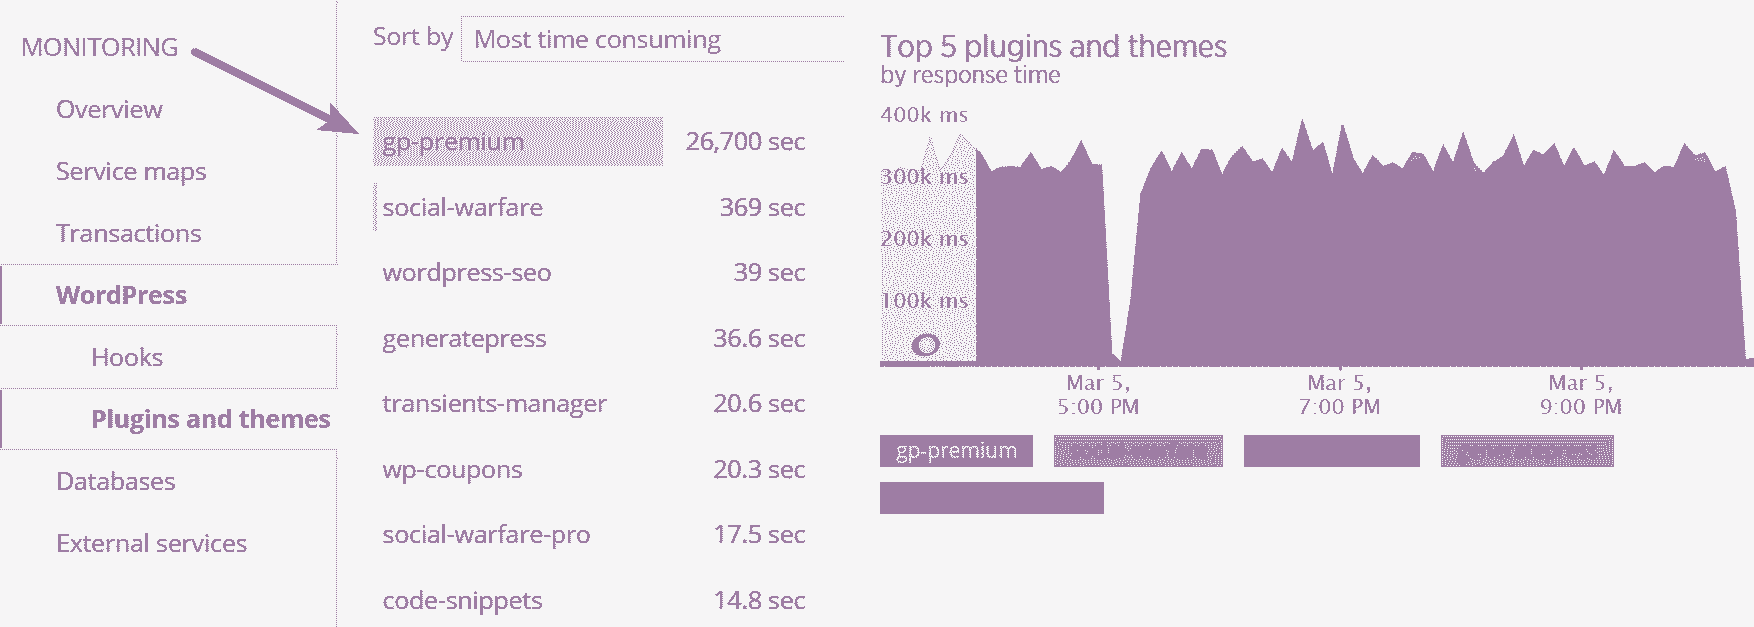 MONITORING
Overview
Service maps
Transactions
WordPress
Hooks
Plugins and themes
Databases
External services
Sort by Most time consuming
gp-premium 26,700 sec
social-warfare 369 sec
wordpress-seo 39 sec
generatepress 36.6 sec
transients-manager 20.6 sec
wp-coupons 20.3 sec
social-warfare-pro 17.5 sec
code-snippets 14.8 sec
Top 5 plugins and themes
by response time
400k ms
300k ms
200k ms
100k ms
Mar 5, Mar 5, Mar 5,
5:00 PM 7:00 PM 9:00 PM
gp-premium